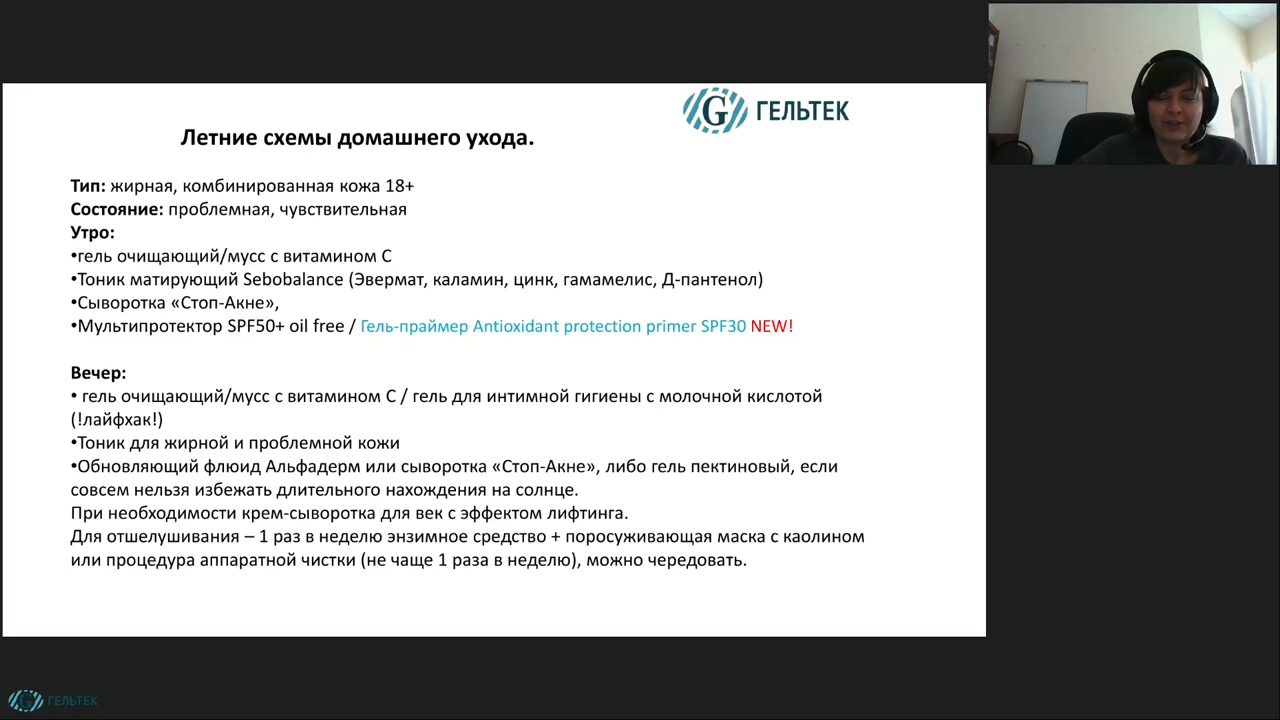 ГЕЛЬТЕК
Летние схемы домашнего ухода.
Тип: жирная, комбинированная кожа 18+
Состояние: проблемная, чувствительная
Утро:
•гель очищающий/мусс с витамином С
•Тоник матирующий Sebobalance (Эвермат, каламин, цинк, гамамелис, Д-пантенол)
•Сыворотка «Стоп-Акне»,
•Мультипротектор SPF50+ oil free / Гель-праймер Antioxidant protection primer SPF30 NEW!
Вечер:
• гель очищающий/мусс с витамином С / гель для интимной гигиены с молочной кислотой
(!лайфхак!)
•Тоник для жирной и проблемной кожи
•Обновляющий флюид Альфадерм или сыворотка «Стоп-Акне», либо гель пектиновый, если
совсем нельзя избежать длительного нахождения на солнце.
При необходимости крем-сыворотка для век с эффектом лифтинга.
Для отшелушивания – 1 раз в неделю энзимное средство + поросуживающая маска с каолином
или процедура аппаратной чистки (не чаще 1 раза в неделю), можно чередовать.
ГЕЛЬТЕК